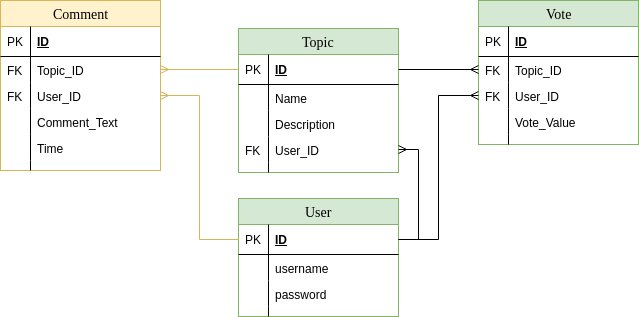 Comment
PK ID
FK Topic_ID
FK User_ID
Comment_Text
Time
Topic
PK ID
Name
Description
FK User_ID
User
PK ID
username
password
Vote
PK ID
FK Topic_ID
FK User_ID
Vote_Value